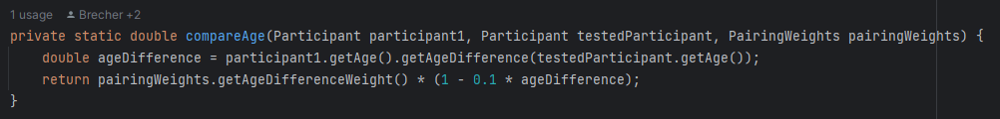 1 usage Brecher +2
private static double compareAge(Participant participant1, Participant testedParticipant, PairingWeights pairingWeights) {
    double ageDifference = participant1.getAge().getAgeDifference(testedParticipant.getAge());
    return pairingWeights.getAgeDifferenceWeight() * (1 - 0.1 * ageDifference);
}